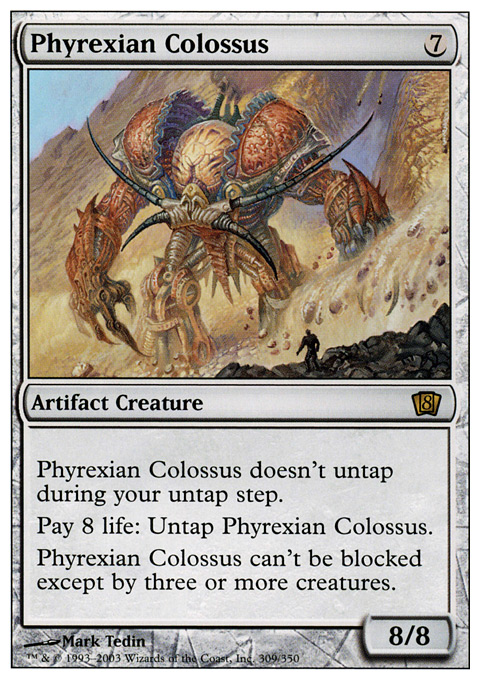 Phyrexian Colossus 7
Artifact Creature 8
Phyrexian Colossus doesn't untap
during your untap step.
Pay 8 life: Untap Phyrexian Colossus.
Phyrexian Colossus can't be blocked
except by three or more creatures.
Mark Tedin
8/8
™ & © 1993–2003 Wizards of the Coast, Inc. 309/350